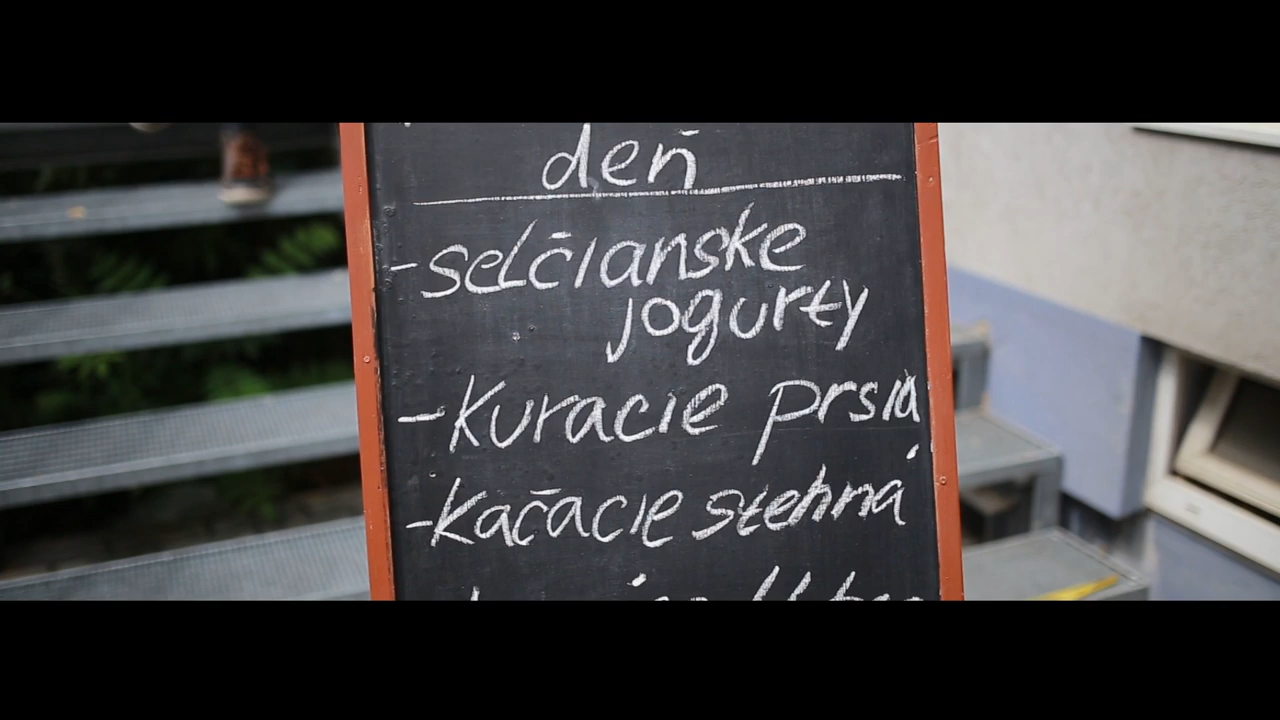 deň
-selčianske
jogurty
-Kuracie prsia
-Kačacie stehná